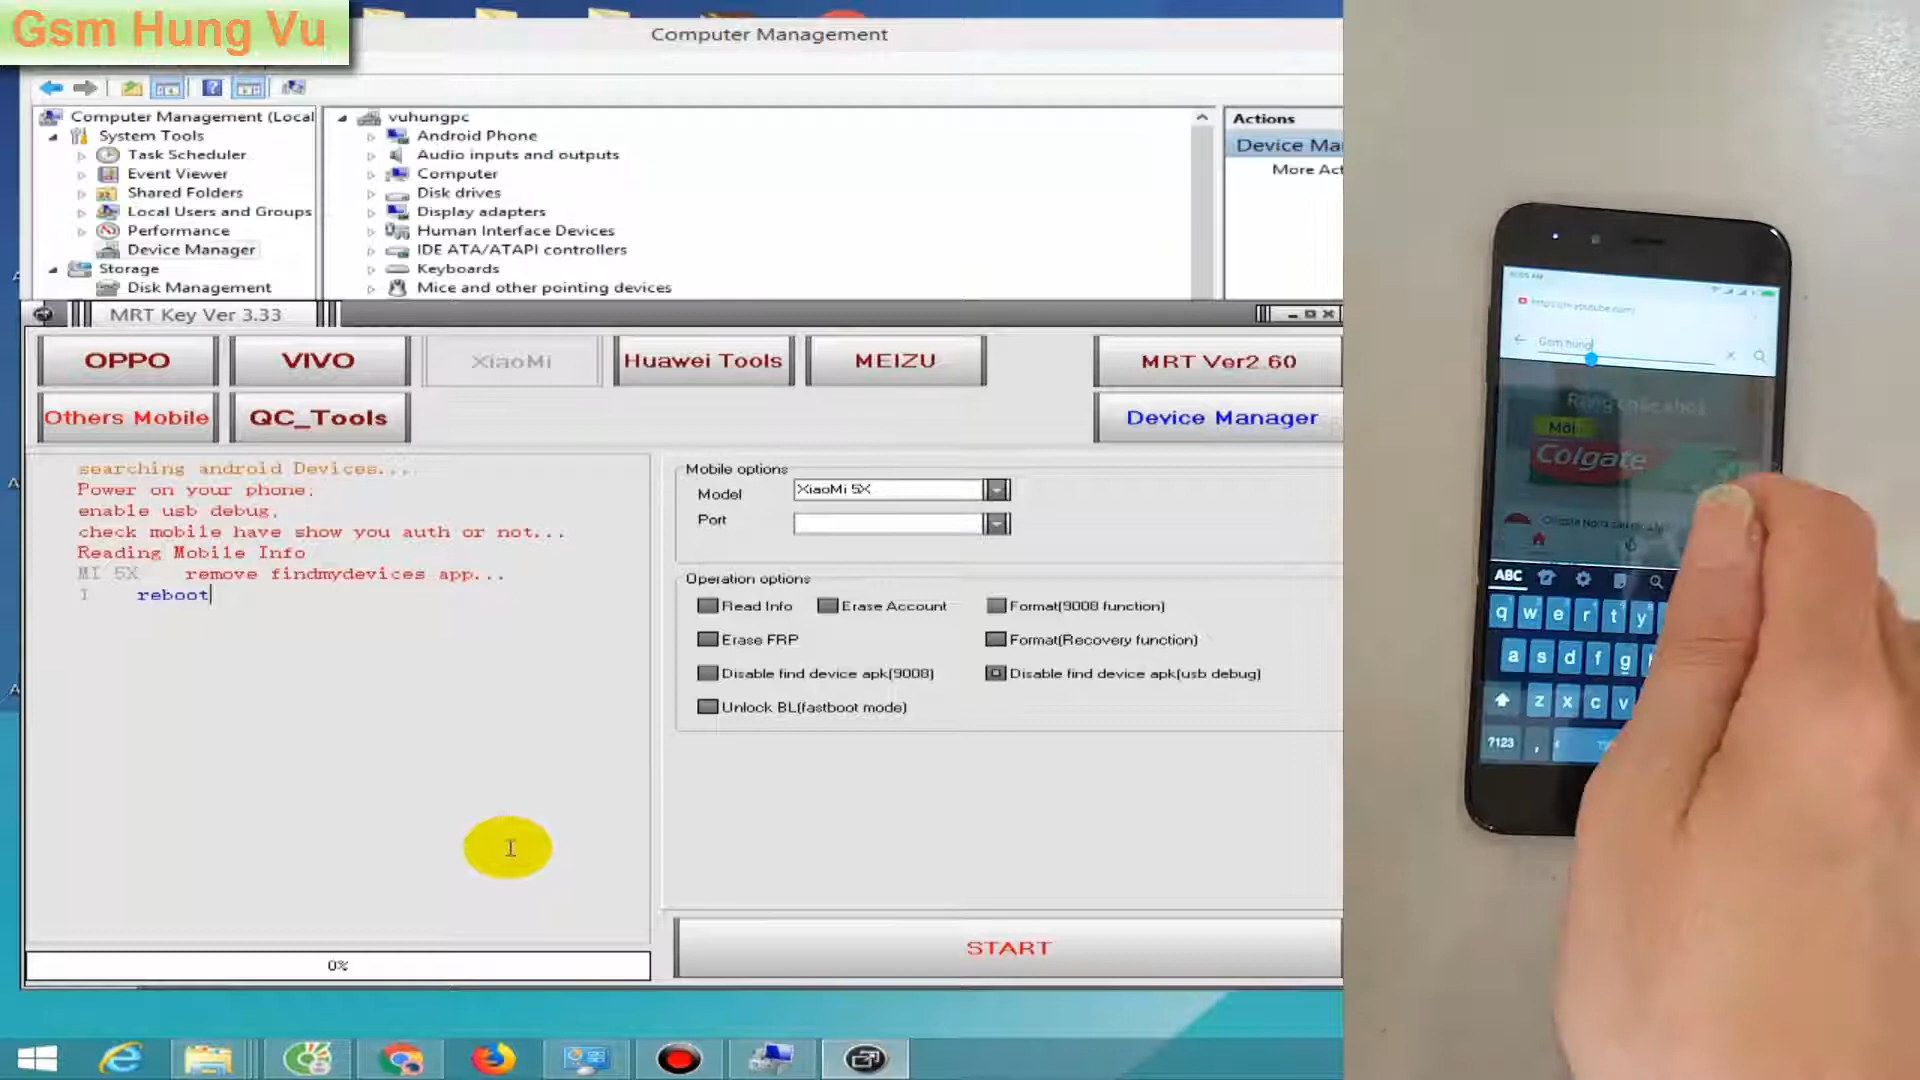 Gsm Hung Vu
Computer Management
Computer Management (Local
System Tools
Task Scheduler
Event Viewer
Shared Folders
Local Users and Groups
Performance
Device Manager
Storage
Disk Management
vuhungpc
Android Phone
Audio inputs and outputs
Computer
Disk drives
Display adapters
Human Interface Devices
IDE ATA/ATAPI controllers
Keyboards
Mice and other pointing devices
Actions
Device Ma
More Act
MRT Key Ver 3.33
OPPO
VIVO
XiaoMi
Huawei Tools
MEIZU
MRT Ver2.60
Others Mobile
QC_Tools
Device Manager
searching android Devices...
Power on your phone,
enable usb debug,
check mobile have show you auth or not...
Reading Mobile Info
MI 5X remove findmydevices app...
reboot
0%
Mobile options
Model XiaoMi 5X
Port
Operation options
Read Info Erase Account Format(9008 function)
Erase FRP Format(Recovery function)
Disable find device apk(9008) Disable find device apk(usb debug)
Unlock BL(fastboot mode)
START
https://m.youtube.com/
Gsm hung
Mới
Colgate
ABC
q w e r t y
a s d f g
z x c v
?123 ,